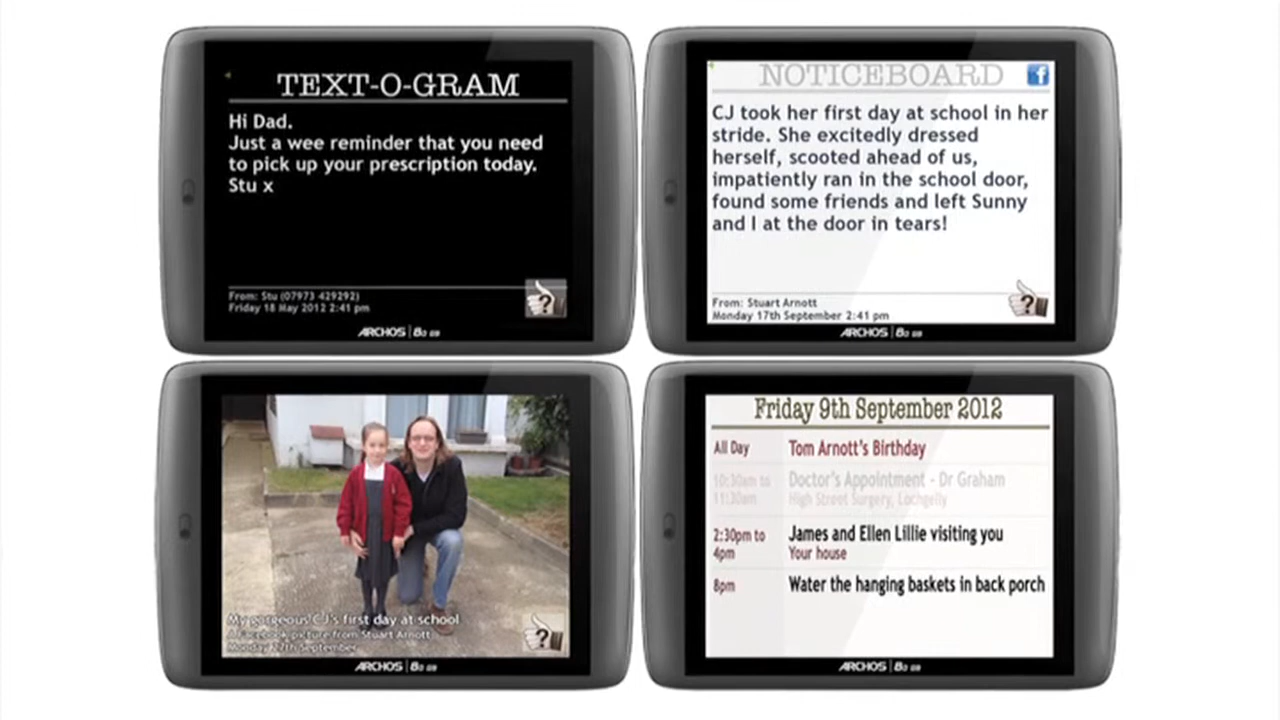 TEXT-O-GRAM
Hi Dad.
Just a wee reminder that you need
to pick up your prescription today.
Stu x
From: Stu (07973 429292)
Friday 18 May 2012 2:41 pm
?
ARCHOS 80 G9
NOTICEBOARD
f
CJ took her first day at school in her
stride. She excitedly dressed
herself, scooted ahead of us,
impatiently ran in the school door,
found some friends and left Sunny
and I at the door in tears!
From: Stuart Arnott
Monday 17th September 2:41 pm
?
ARCHOS 80 G9
My gorgeous CJ's first day at school
A Facebook picture from Stuart Arnott
Monday 17th September
?
ARCHOS 80 G9
Friday 9th September 2012
All Day Tom Arnott's Birthday
10:30am to Doctor's Appointment - Dr Graham
11:30am High Street Surgery, Lochgelly
2:30pm to James and Ellen Lillie visiting you
4pm Your house
8pm Water the hanging baskets in back porch
ARCHOS 80 G9